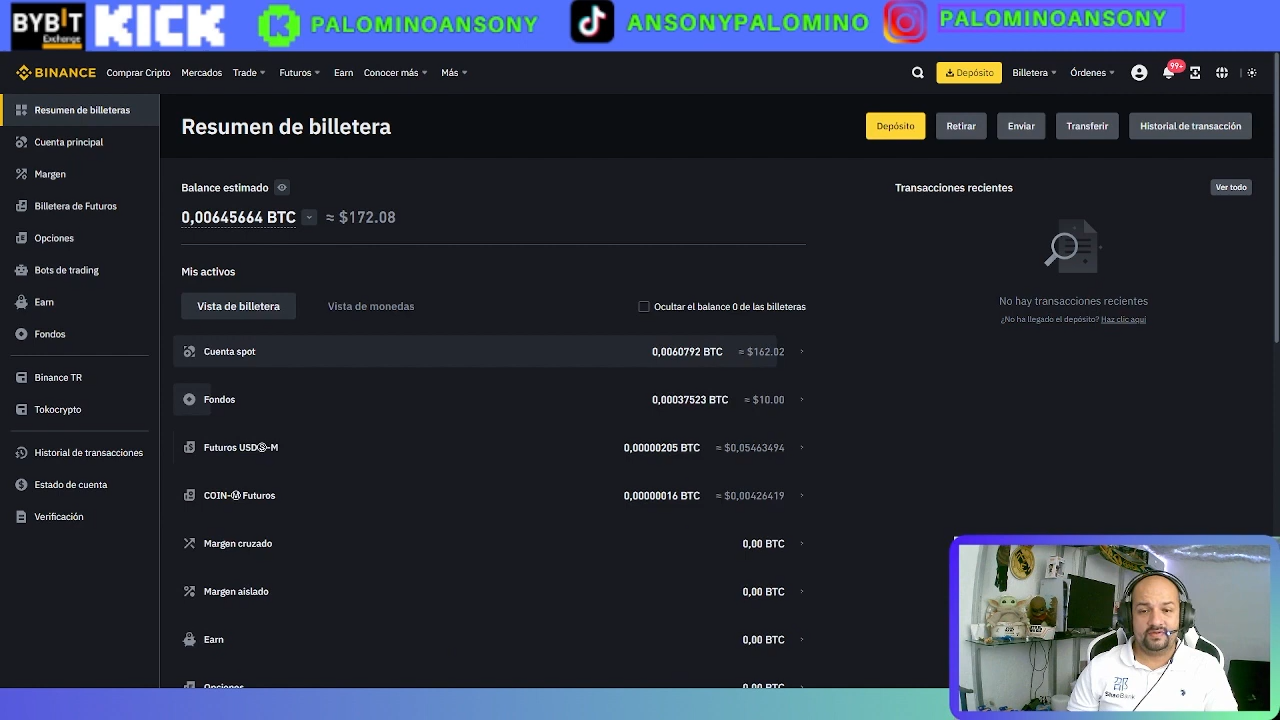 BYBIT
Exchange
KICK
PALOMINOANSONY
ANSONYPALOMINO
PALOMINOANSONY
BINANCE Comprar Cripto Mercados Trade Futuros Earn Conocer más Más Depósito Billetera Órdenes 99+
Resumen de billeteras
Cuenta principal
Margen
Billetera de Futuros
Opciones
Bots de trading
Earn
Fondos
Binance TR
Tokocrypto
Historial de transacciones
Estado de cuenta
Verificación
Resumen de billetera
Depósito Retirar Enviar Transferir Historial de transacción
Balance estimado
0,00645664 BTC ≈ $172.08
Mis activos
Vista de billetera Vista de monedas Ocultar el balance 0 de las billeteras
Cuenta spot 0,0060792 BTC ≈ $162.02
Fondos 0,00037523 BTC ≈ $10.00
Futuros USDⓈ-M 0,00000205 BTC ≈ $0,05463494
COIN-Ⓜ Futuros 0,00000016 BTC ≈ $0,00426419
Margen cruzado 0,00 BTC
Margen aislado 0,00 BTC
Earn 0,00 BTC
Opciones 0,00 BTC
Transacciones recientes Ver todo
No hay transacciones recientes
¿No ha llegado el depósito? Haz clic aquí